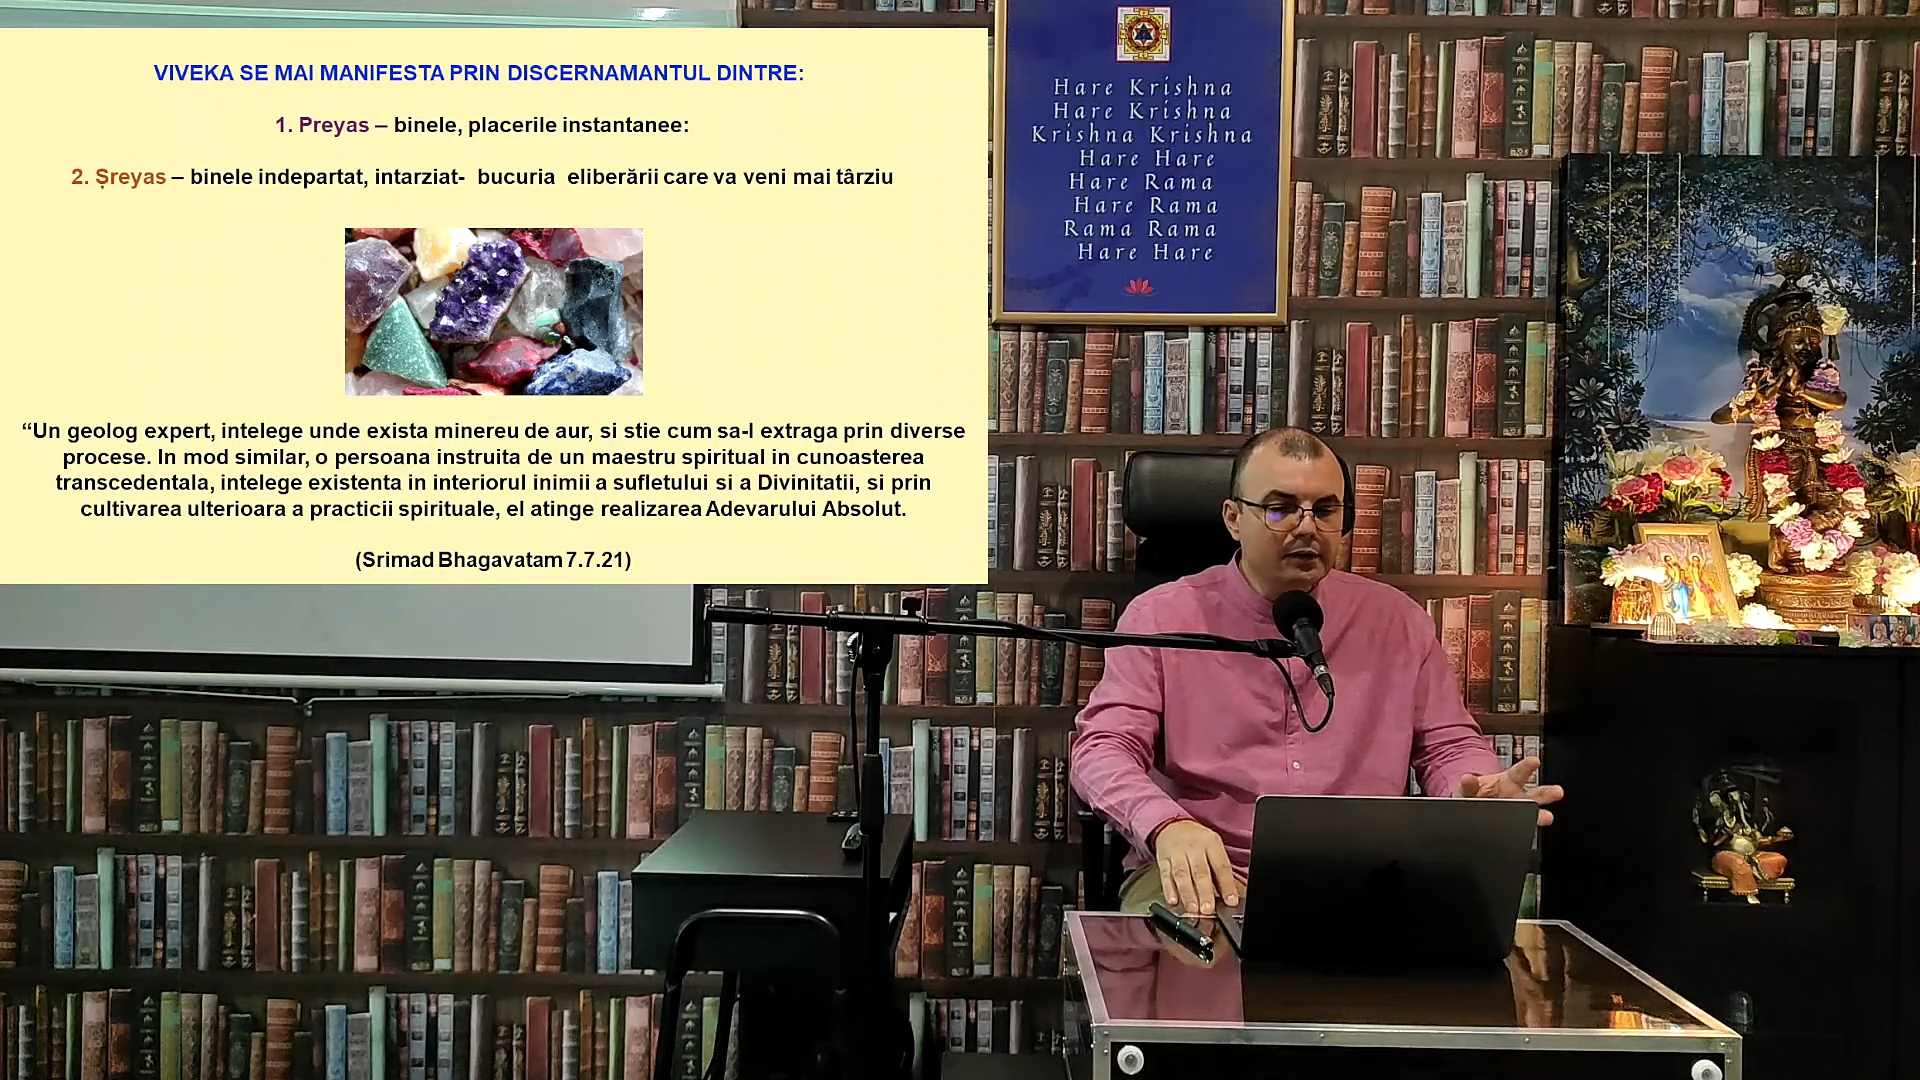 VIVEKA SE MAI MANIFESTA PRIN DISCERNAMANTUL DINTRE:
1. Preyas – binele, placerile instantanee:
2. Șreyas – binele indepartat, intarziat- bucuria eliberării care va veni mai târziu
“Un geolog expert, intelege unde exista minereu de aur, si stie cum sa-l extraga prin diverse
procese. In mod similar, o persoana instruita de un maestru spiritual in cunoasterea
transcedentala, intelege existenta in interiorul inimii a sufletului si a Divinitatii, si prin
cultivarea ulterioara a practicii spirituale, el atinge realizarea Adevarului Absolut.
(Srimad Bhagavatam 7.7.21)
Hare Krishna
Hare Krishna
Krishna Krishna
Hare Hare
Hare Rama
Hare Rama
Rama Rama
Hare Hare